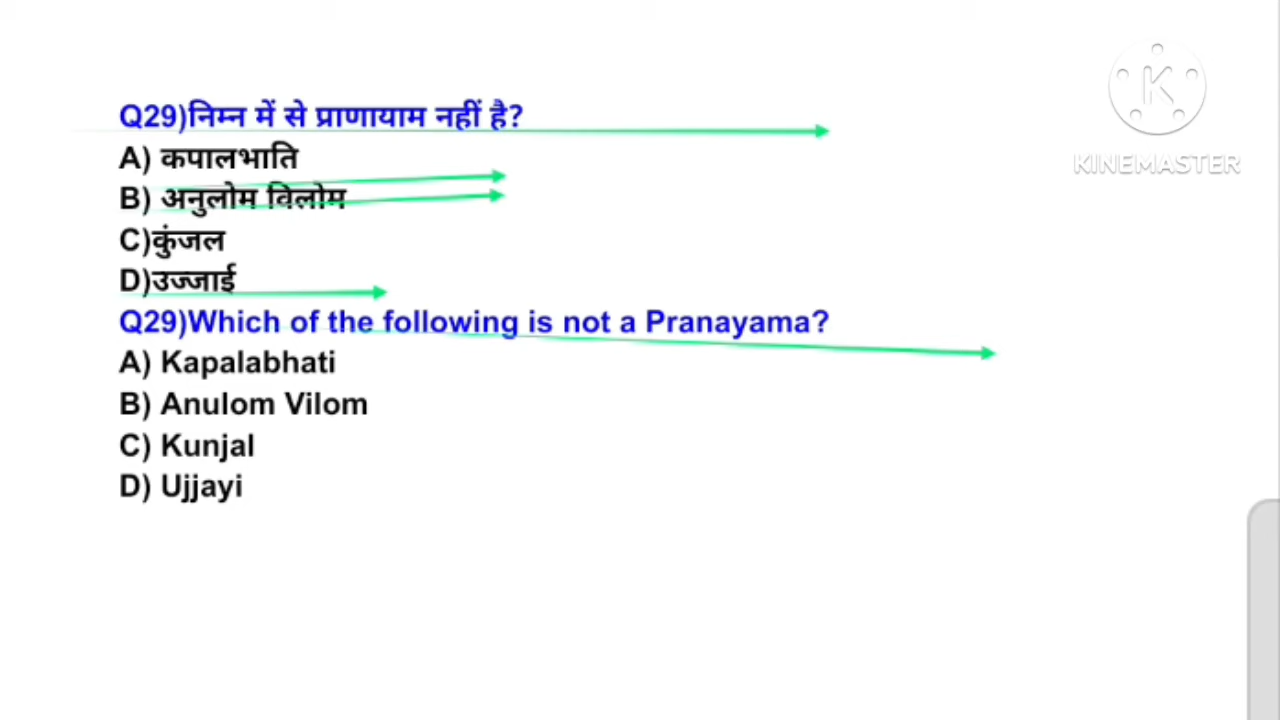 Q29)निम्न में से प्राणायाम नहीं है?
A) कपालभाति
B) अनुलोम विलोम
C)कुंजल
D)उज्जाई
Q29)Which of the following is not a Pranayama?
A) Kapalabhati
B) Anulom Vilom
C) Kunjal
D) Ujjayi
K
KINEMASTER